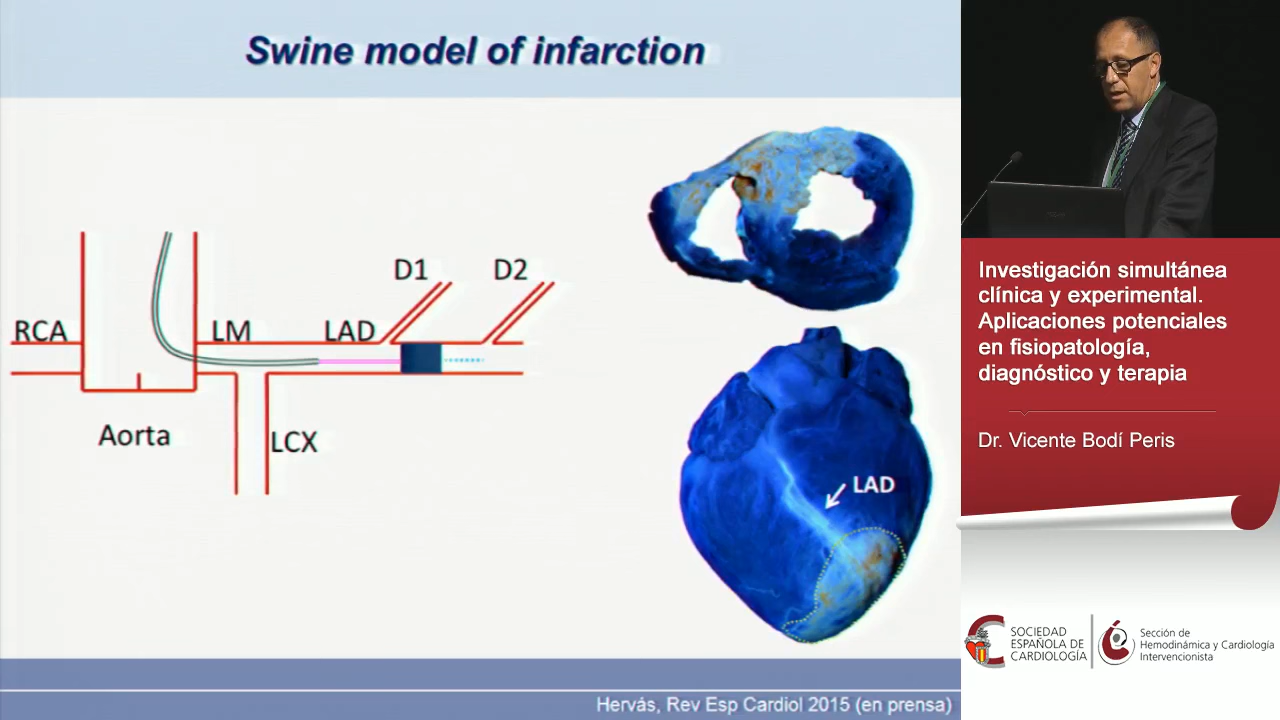 Swine model of infarction
D1
D2
RCA
LM
LAD
Aorta
LCX
LAD
Hervás, Rev Esp Cardiol 2015 (en prensa)
Investigación simultánea
clínica y experimental.
Aplicaciones potenciales
en fisiopatología,
diagnóstico y terapia
Dr. Vicente Bodí Peris
SOCIEDAD
ESPAÑOLA DE
CARDIOLOGÍA
Sección de
Hemodinámica y Cardiología
Intervencionista